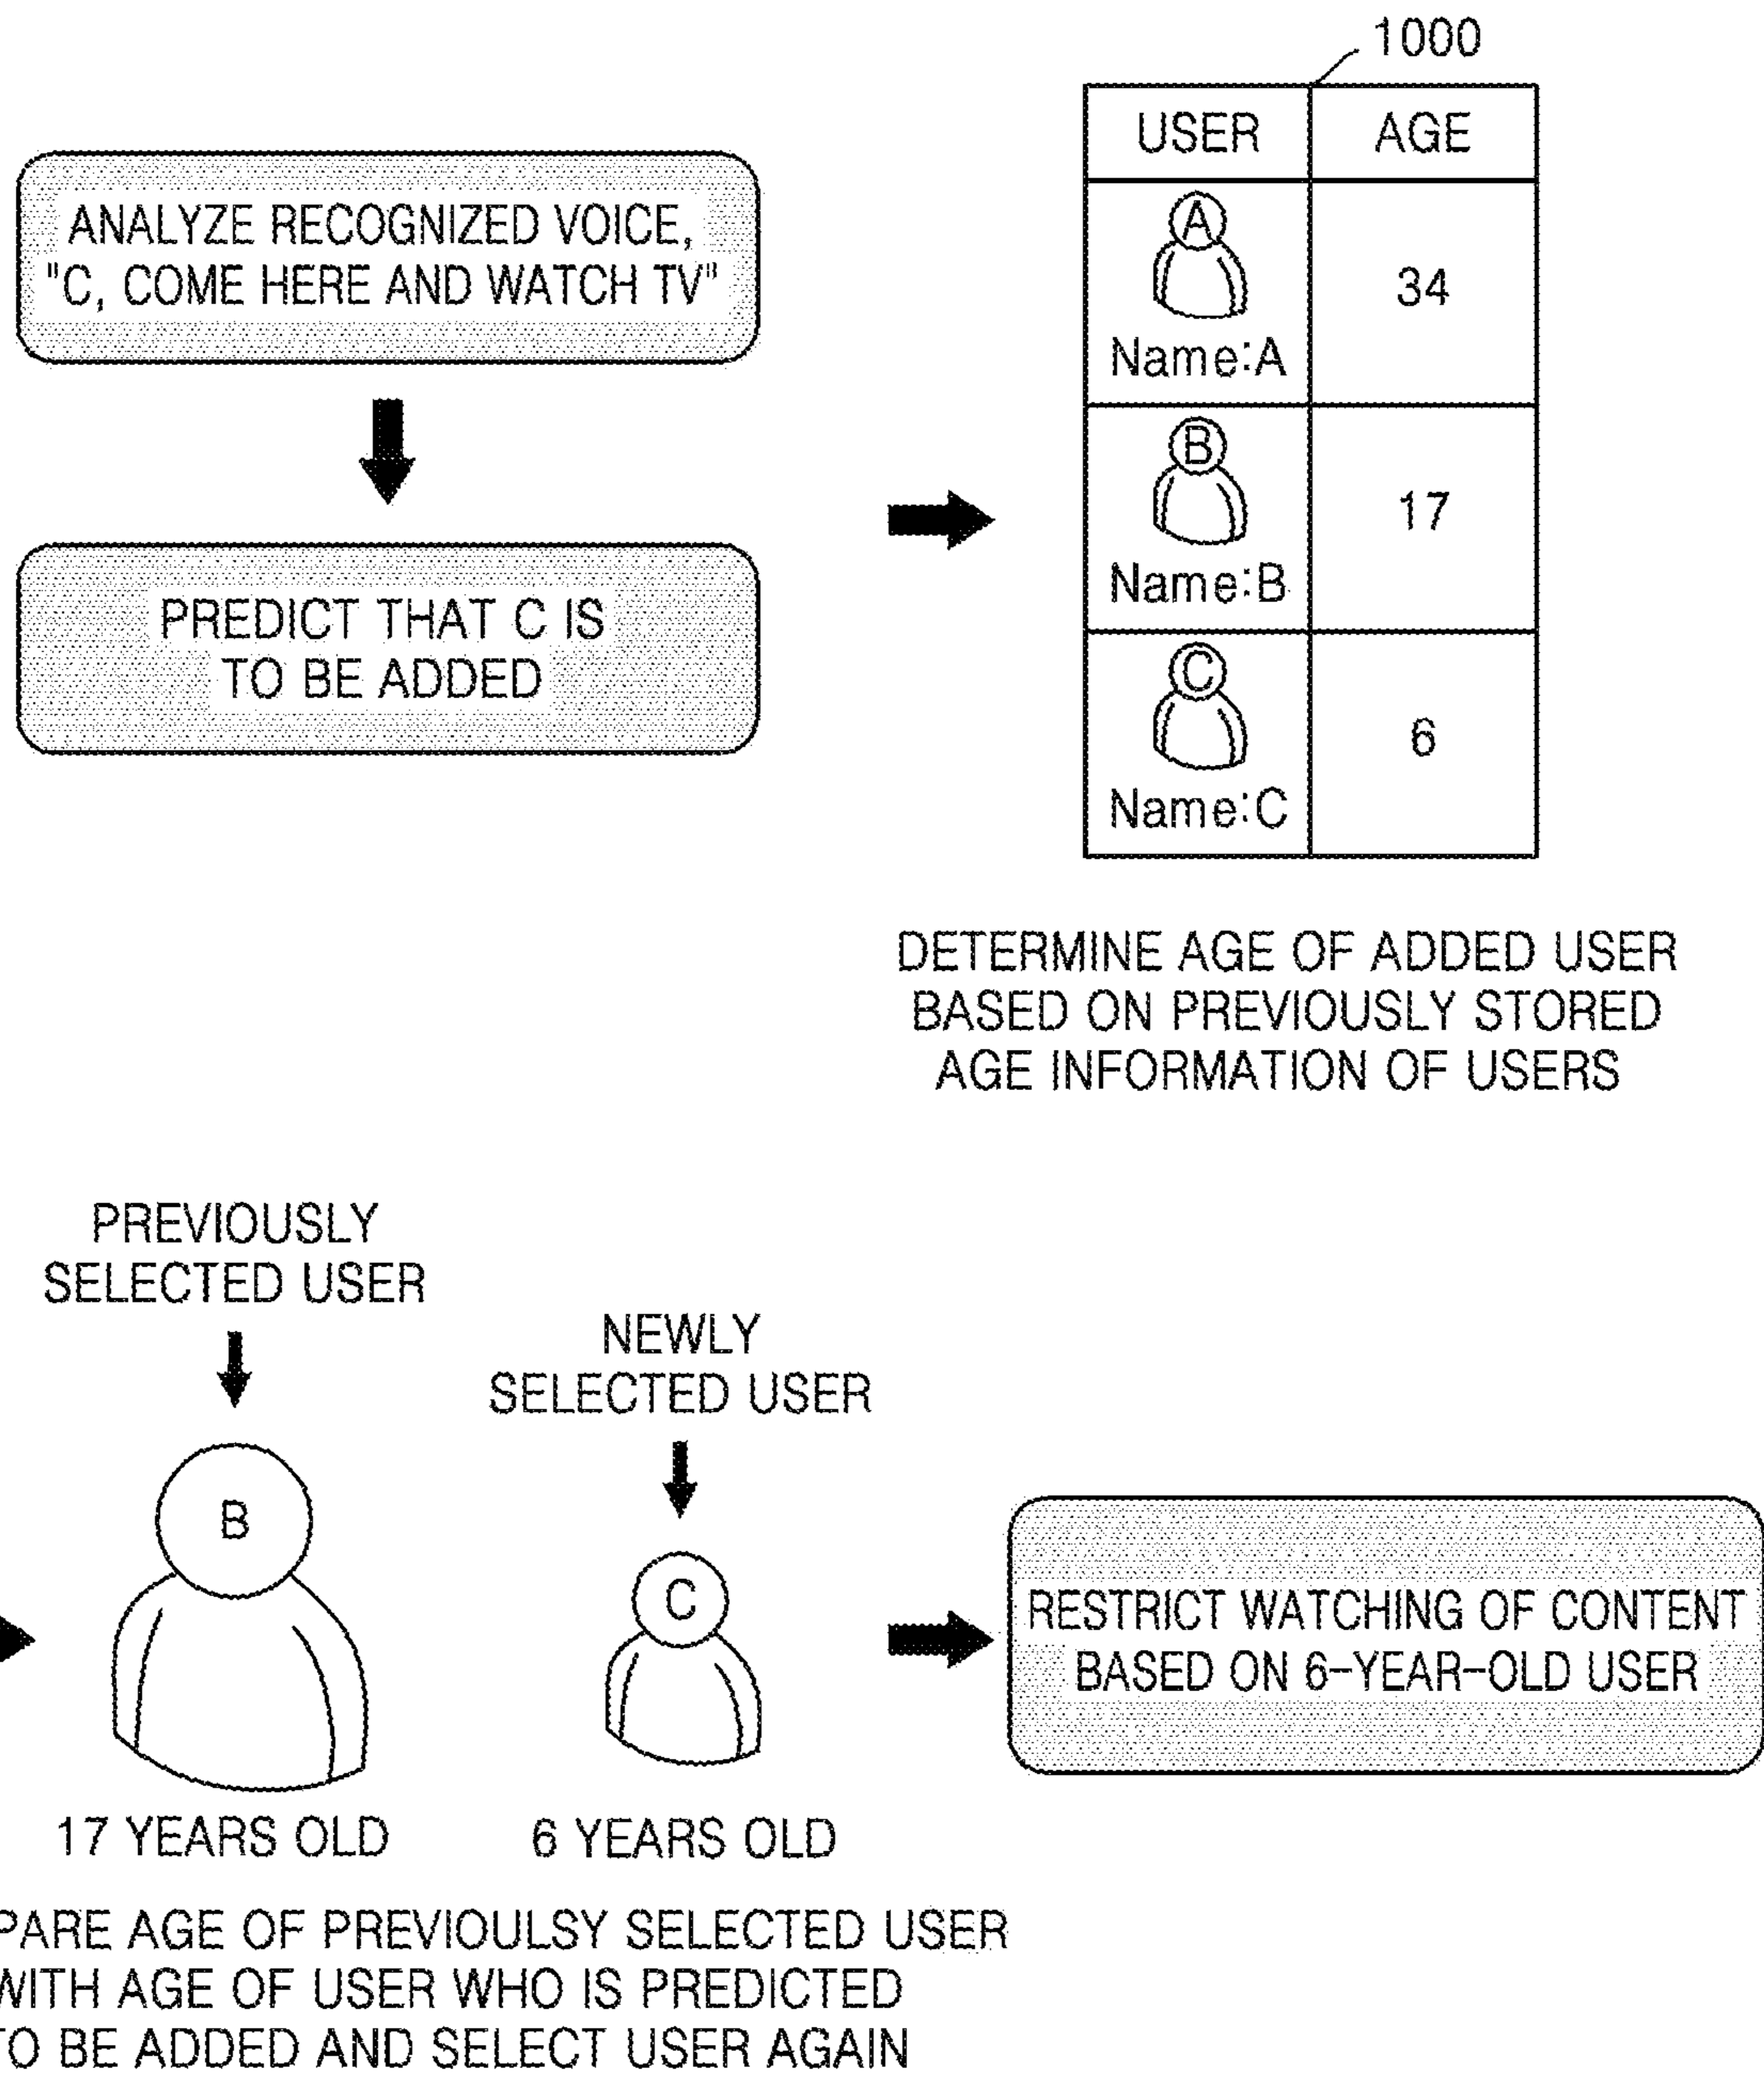 1000
ANALYZE RECOGNIZED VOICE,
"C, COME HERE AND WATCH TV"
PREDICT THAT C IS
TO BE ADDED
USER AGE
A
Name:A
34
B
Name:B
17
C
Name:C
6
DETERMINE AGE OF ADDED USER
BASED ON PREVIOUSLY STORED
AGE INFORMATION OF USERS
PREVIOUSLY
SELECTED USER
B
17 YEARS OLD
NEWLY
SELECTED USER
C
6 YEARS OLD
RESTRICT WATCHING OF CONTENT
BASED ON 6-YEAR-OLD USER
PARE AGE OF PREVIOULSY SELECTED USER
WITH AGE OF USER WHO IS PREDICTED
TO BE ADDED AND SELECT USER AGAIN